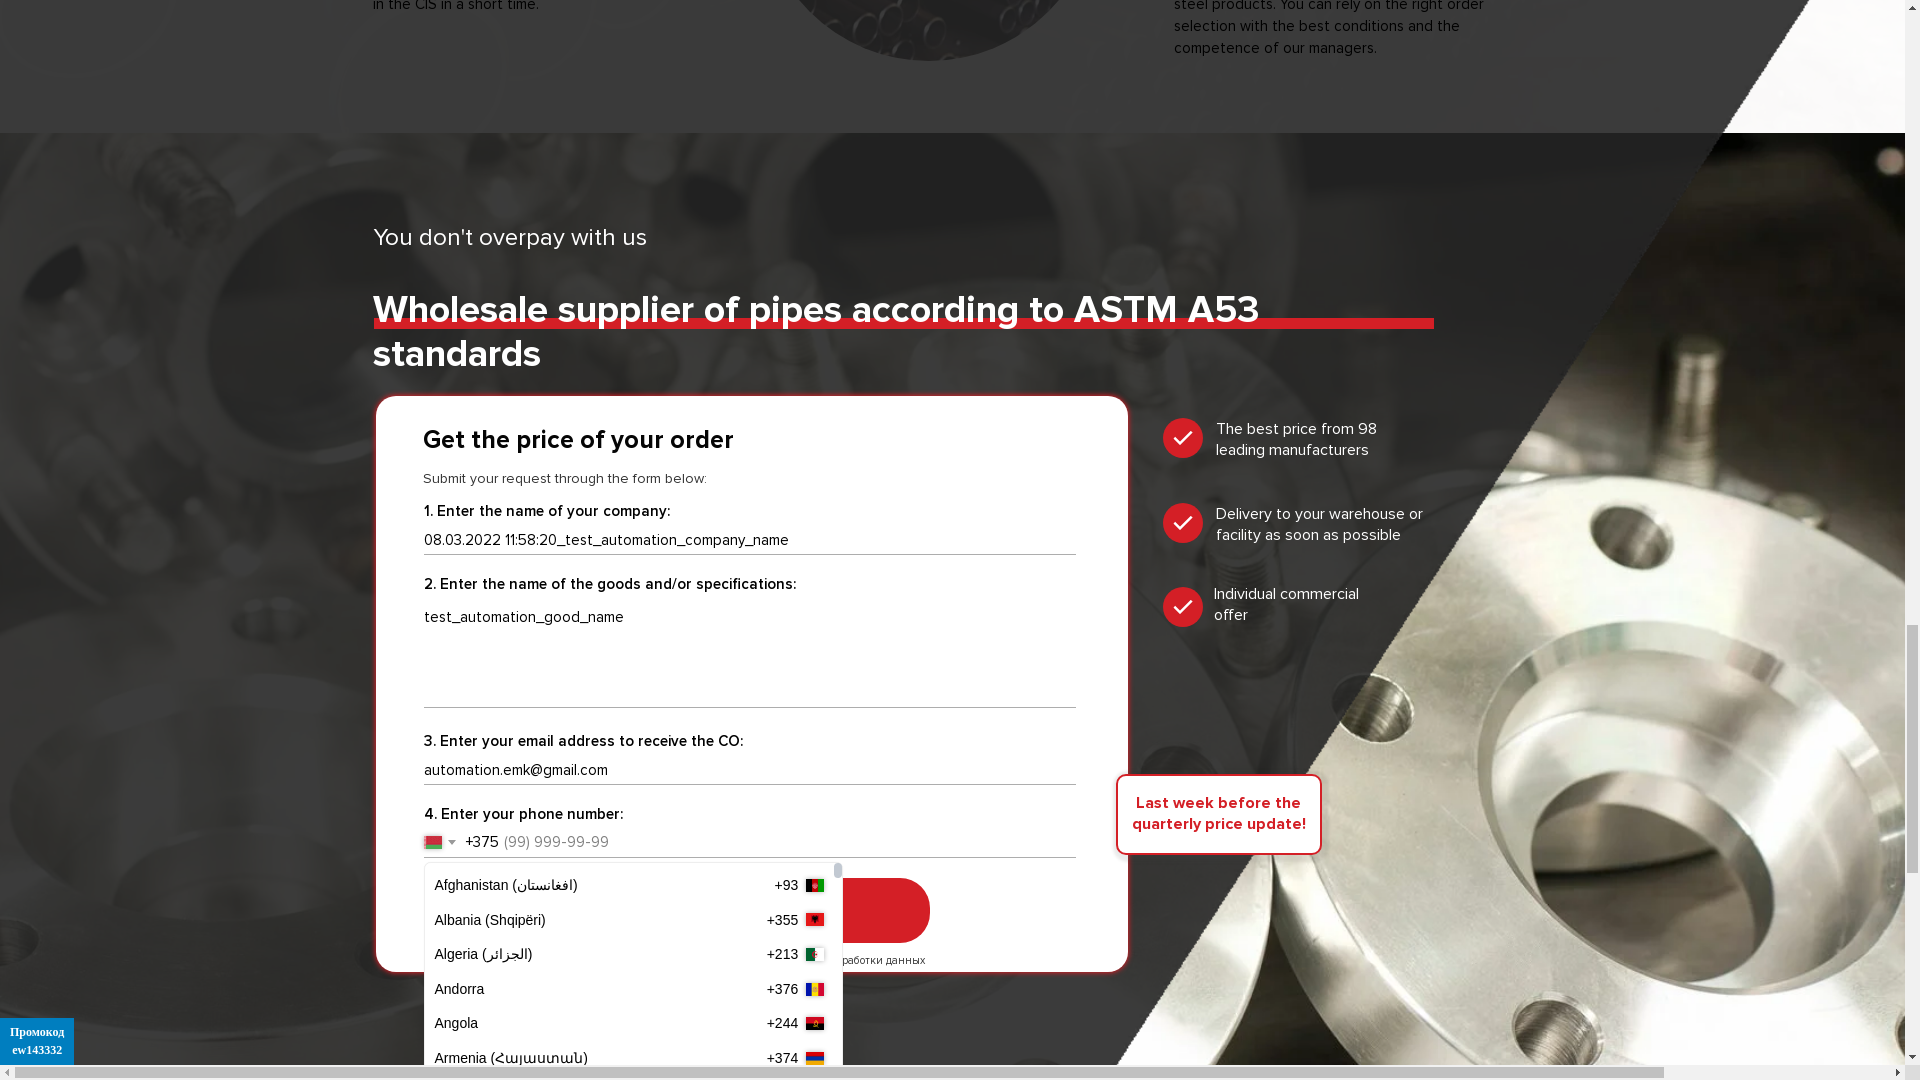 in the CIS in a short time.
steel products. You can rely on the right order
selection with the best conditions and the
competence of our managers.
You don't overpay with us
Wholesale supplier of pipes according to ASTM A53
standards
Get the price of your order
Submit your request through the form below:
1. Enter the name of your company:
08.03.2022 11:58:20_test_automation_company_name
2. Enter the name of the goods and/or specifications:
test_automation_good_name
3. Enter your email address to receive the CO:
automation.emk@gmail.com
4. Enter your phone number:
+375 (99) 999-99-99
Afghanistan (‫افغانستان‬‎) +93
Albania (Shqipëri) +355
Algeria (‫الجزائر‬‎) +213
Andorra +376
Angola +244
Armenia (Հայաստան) +374
работки данных
The best price from 98
leading manufacturers
Delivery to your warehouse or
facility as soon as possible
Individual commercial
offer
Last week before the
quarterly price update!
Промокод
ew143332